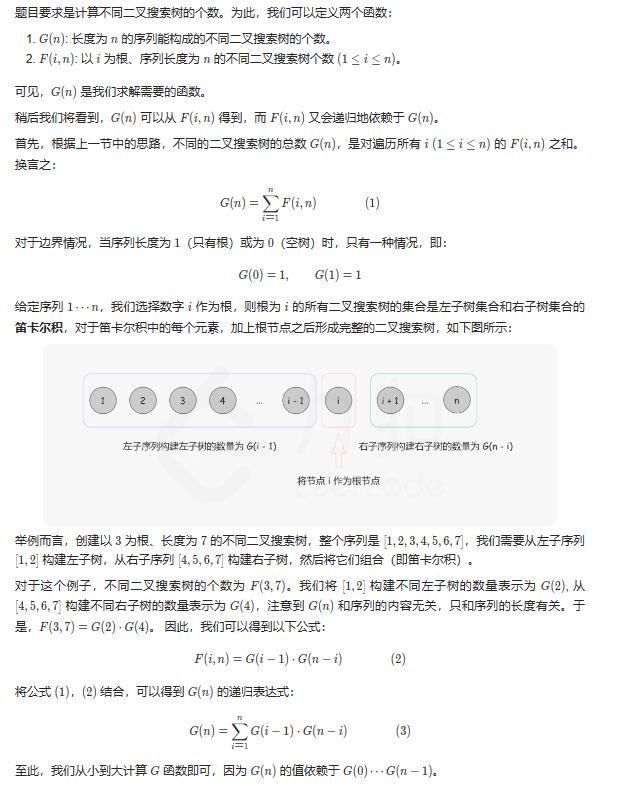 题目要求是计算不同二叉搜索树的个数。为此，我们可以定义两个函数：
1. G(n): 长度为 n 的序列能构成的不同二叉搜索树的个数。
2. F(i, n): 以 i 为根、序列长度为 n 的不同二叉搜索树个数 (1 ≤ i ≤ n)。
可见，G(n) 是我们求解需要的函数。
稍后我们将看到，G(n) 可以从 F(i, n) 得到，而 F(i, n) 又会递归地依赖于 G(n)。
首先，根据上一节中的思路，不同的二叉搜索树的总数 G(n)，是对遍历所有 i (1 ≤ i ≤ n) 的 F(i, n) 之和。
换言之：
G(n) = ∑_{i=1}^{n} F(i, n) (1)
对于边界情况，当序列长度为 1（只有根）或为 0（空树）时，只有一种情况，即：
G(0) = 1, G(1) = 1
给定序列 1 ⋯ n，我们选择数字 i 作为根，则根为 i 的所有二叉搜索树的集合是左子树集合和右子树集合的
笛卡尔积，对于笛卡尔积中的每个元素，加上根节点之后形成完整的二叉搜索树，如下图所示：
1 2 3 4 ... i - 1 i i + 1 ... n
左子序列构建左子树的数量为 G(i - 1) 右子序列构建右子树的数量为 G(n - i)
将节点 i 作为根节点
力扣
LeetCode
举例而言，创建以 3 为根、长度为 7 的不同二叉搜索树，整个序列是 [1, 2, 3, 4, 5, 6, 7]，我们需要从左子序列
[1, 2] 构建左子树，从右子序列 [4, 5, 6, 7] 构建右子树，然后将它们组合（即笛卡尔积）。
对于这个例子，不同二叉搜索树的个数为 F(3, 7)。我们将 [1, 2] 构建不同左子树的数量表示为 G(2), 从
[4, 5, 6, 7] 构建不同右子树的数量表示为 G(4)，注意到 G(n) 和序列的内容无关，只和序列的长度有关。于
是，F(3, 7) = G(2) · G(4)。 因此，我们可以得到以下公式：
F(i, n) = G(i − 1) · G(n − i) (2)
将公式 (1)，(2) 结合，可以得到 G(n) 的递归表达式：
G(n) = ∑_{i=1}^{n} G(i − 1) · G(n − i) (3)
至此，我们从小到大计算 G 函数即可，因为 G(n) 的值依赖于 G(0) ⋯ G(n − 1)。